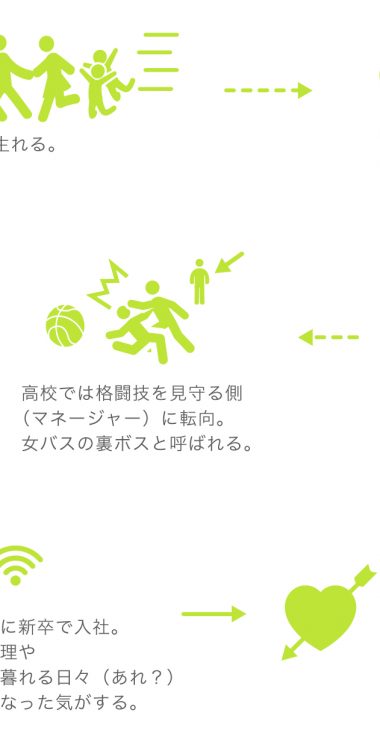 生れる。
高校では格闘技を見守る側
（マネージャー）に転向。
女バスの裏ボスと呼ばれる。
に新卒で入社。
理や
暮れる日々（あれ？）
なった気がする。